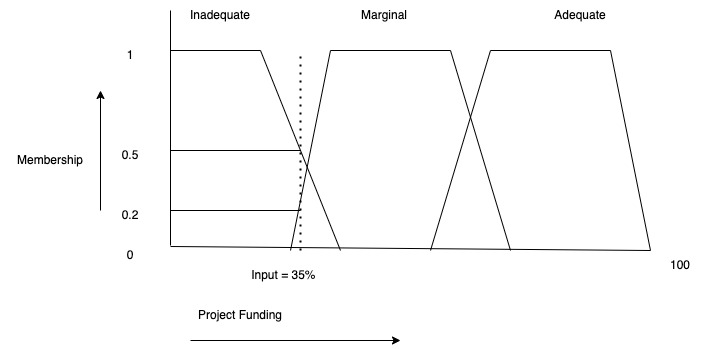 Inadequate
Marginal
Adequate
1
0.5
Membership
0.2
0
100
Input = 35%
Project Funding